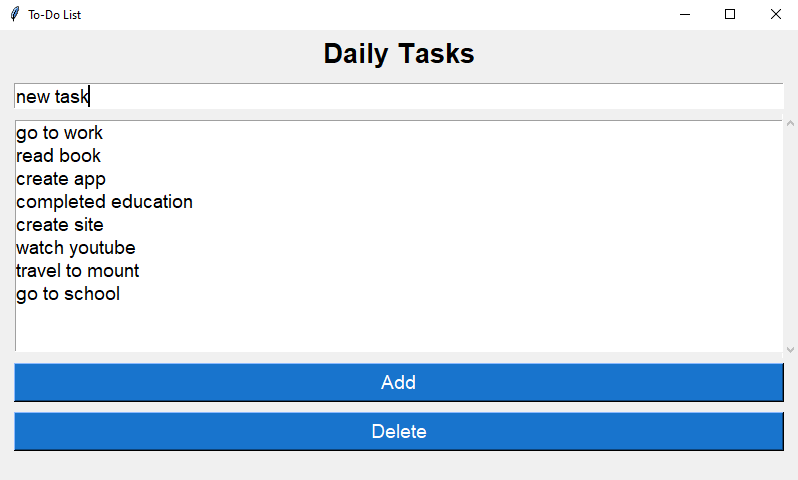 To-Do List
Daily Tasks
new task
go to work
read book
create app
completed education
create site
watch youtube
travel to mount
go to school
Add
Delete